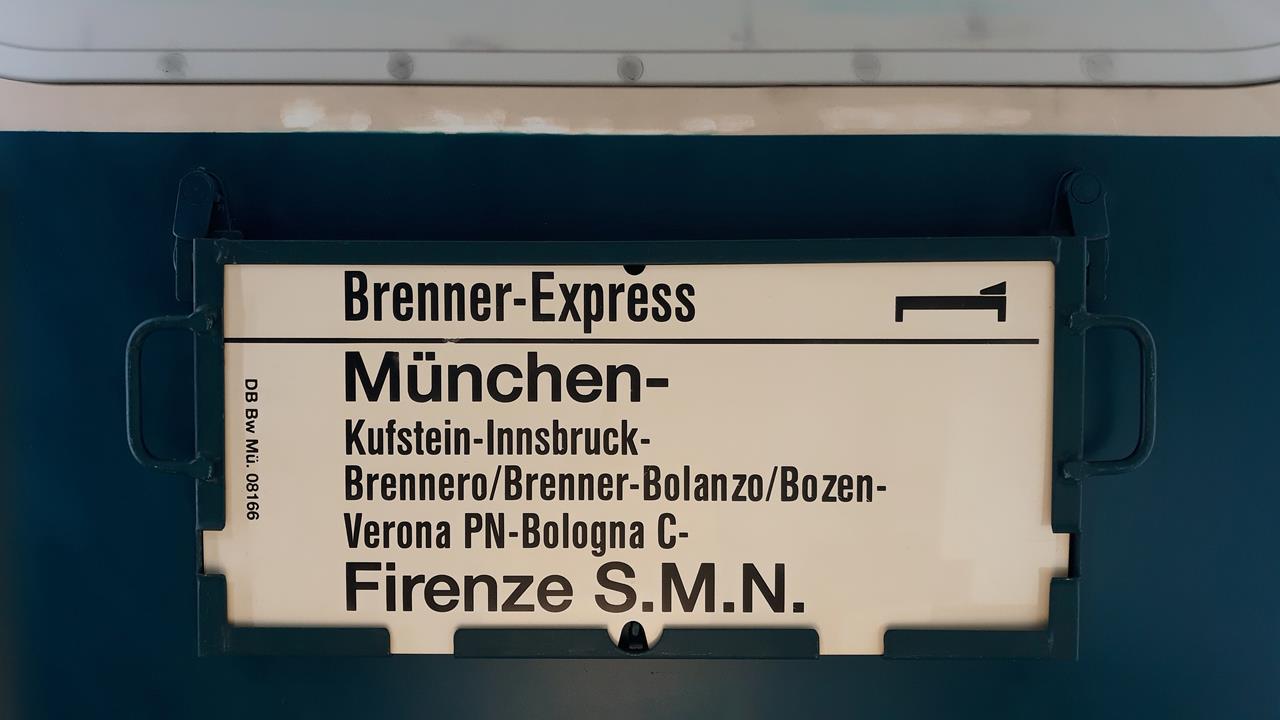 Brenner-Express
München-
Kufstein-Innsbruck-
Brennero/Brenner-Bolanzo/Bozen-
Verona PN-Bologna C-
Firenze S.M.N.
DB Bw Mü. 08166